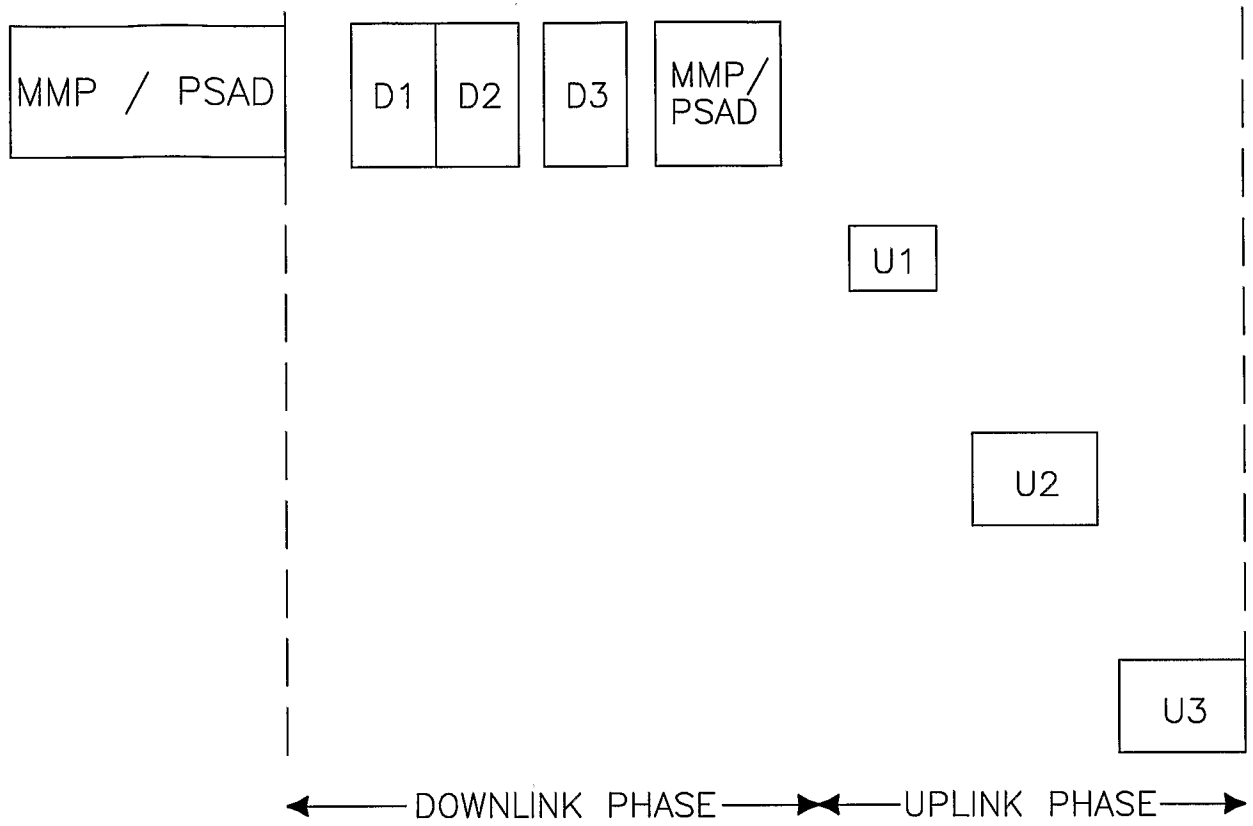 MMP / PSAD
D1
D2
D3
MMP/
PSAD
U1
U2
U3
DOWNLINK PHASE
UPLINK PHASE